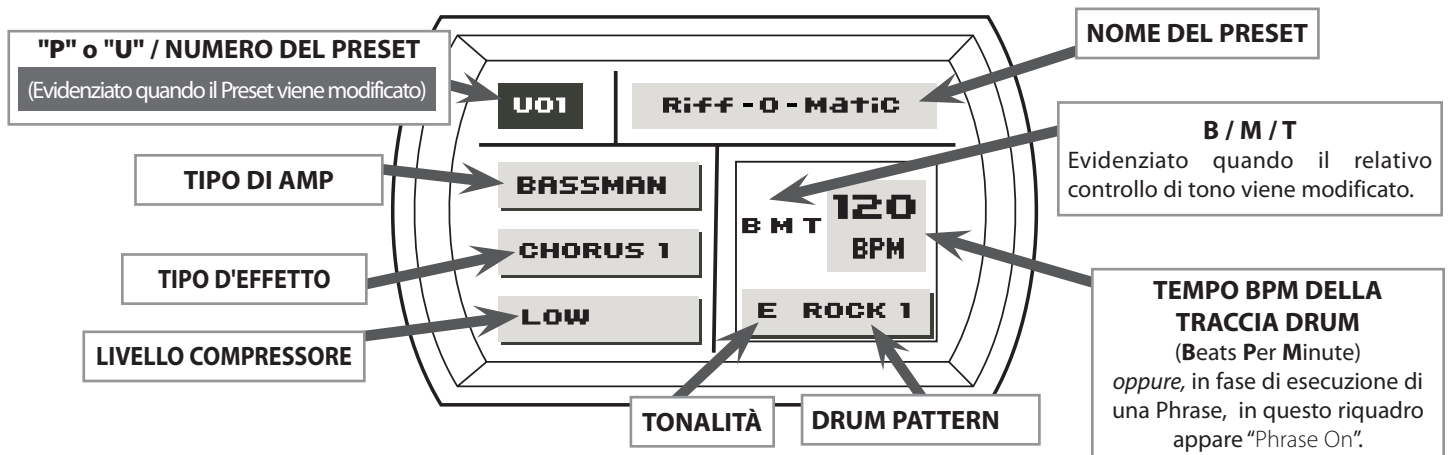 "P" o "U" / NUMERO DEL PRESET
(Evidenziato quando il Preset viene modificato)
NOME DEL PRESET
U01
Riff-O-Matic
B / M / T
Evidenziato quando il relativo
controllo di tono viene modificato.
TIPO DI AMP
BASSMAN
B M T
120
BPM
TIPO D'EFFETTO
CHORUS 1
LIVELLO COMPRESSORE
LOW
E ROCK 1
TEMPO BPM DELLA
TRACCIA DRUM
(Beats Per Minute)
oppure, in fase di esecuzione di
una Phrase, in questo riquadro
appare “Phrase On”.
TONALITÀ
DRUM PATTERN